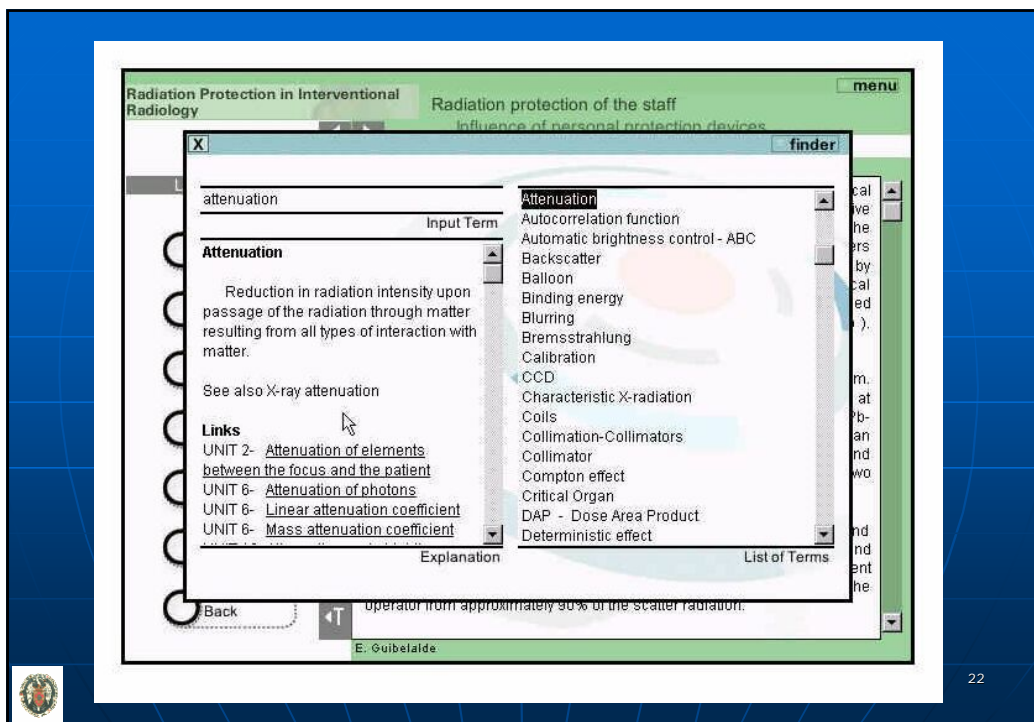 Radiation Protection in Interventional
Radiology
Radiation protection of the staff
Influence of personal protection devices
menu
X
finder
attenuation
Input Term
Attenuation
Reduction in radiation intensity upon
passage of the radiation through matter
resulting from all types of interaction with
matter.
See also X-ray attenuation
Links
UNIT 2- Attenuation of elements
between the focus and the patient
UNIT 6- Attenuation of photons
UNIT 6- Linear attenuation coefficient
UNIT 6- Mass attenuation coefficient
Explanation
Attenuation
Autocorrelation function
Automatic brightness control - ABC
Backscatter
Balloon
Binding energy
Blurring
Bremsstrahlung
Calibration
CCD
Characteristic X-radiation
Coils
Collimation-Collimators
Collimator
Compton effect
Critical Organ
DAP - Dose Area Product
Deterministic effect
List of Terms
by
).
m.
at
nd
Back
T
operator from approximately 90% of the scatter radiation.
E. Guibelalde
22